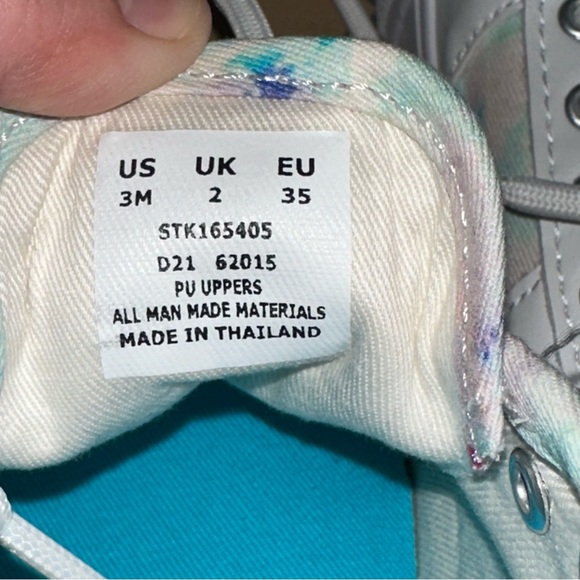 US UK EU
3M 2 35
STK165405
D21 62015
PU UPPERS
ALL MAN MADE MATERIALS
MADE IN THAILAND